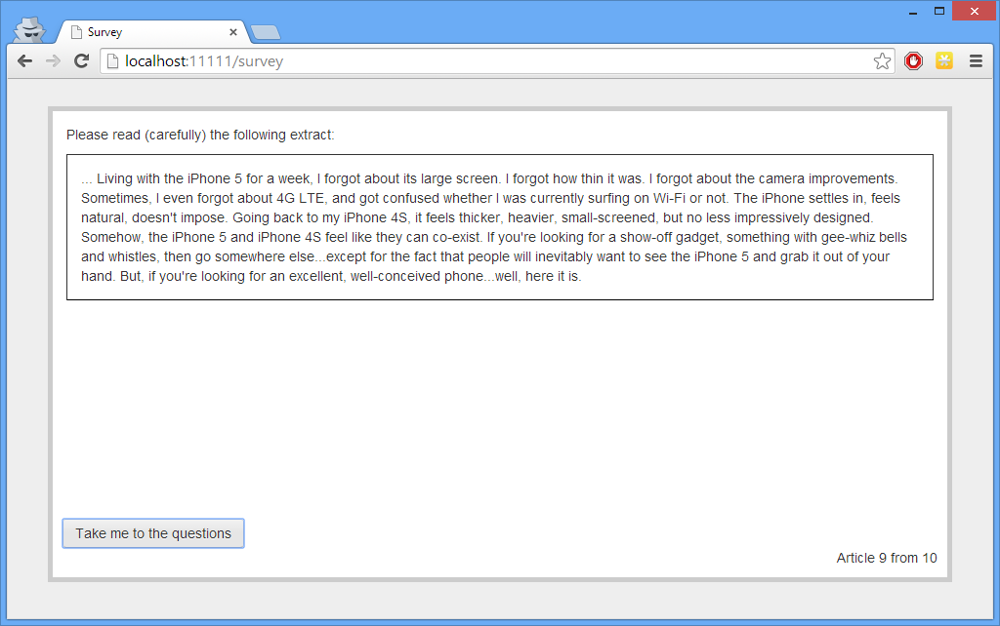 Survey
localhost:11111/survey
Please read (carefully) the following extract:
... Living with the iPhone 5 for a week, I forgot about its large screen. I forgot how thin it was. I forgot about the camera improvements.
Sometimes, I even forgot about 4G LTE, and got confused whether I was currently surfing on Wi-Fi or not. The iPhone settles in, feels
natural, doesn't impose. Going back to my iPhone 4S, it feels thicker, heavier, small-screened, but no less impressively designed.
Somehow, the iPhone 5 and iPhone 4S feel like they can co-exist. If you're looking for a show-off gadget, something with gee-whiz bells
and whistles, then go somewhere else...except for the fact that people will inevitably want to see the iPhone 5 and grab it out of your
hand. But, if you're looking for an excellent, well-conceived phone...well, here it is.
Take me to the questions
Article 9 from 10